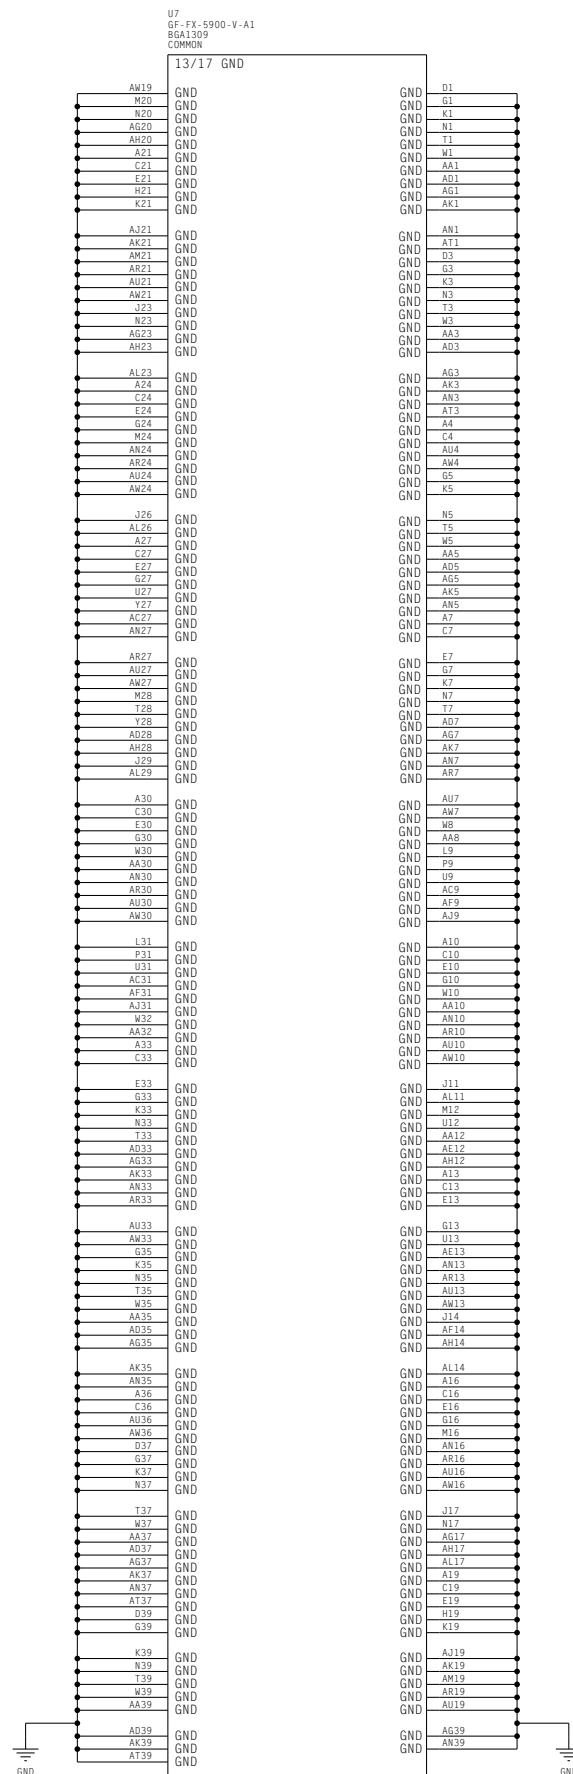 U7
GF-FX-5900-V-A1
BGA1309
COMMON
13/17 GND
AW19 GND GND D1
M20 GND GND G1
N20 GND GND K1
AG20 GND GND N1
AH20 GND GND T1
A21 GND GND W1
C21 GND GND AA1
E21 GND GND AD1
H21 GND GND AG1
K21 GND GND AK1
AJ21 GND GND AN1
AK21 GND GND AT1
AM21 GND GND D3
AR21 GND GND G3
AU21 GND GND K3
AW21 GND GND N3
J23 GND GND T3
N23 GND GND W3
AG23 GND GND AA3
AH23 GND GND AD3
AL23 GND GND AG3
A24 GND GND AK3
C24 GND GND AN3
E24 GND GND AT3
G24 GND GND A4
M24 GND GND C4
AN24 GND GND AU4
AR24 GND GND AW4
AU24 GND GND G5
AW24 GND GND K5
J26 GND GND N5
AL26 GND GND T5
A27 GND GND W5
C27 GND GND AA5
E27 GND GND AD5
G27 GND GND AG5
U27 GND GND AK5
Y27 GND GND AN5
AC27 GND GND A7
AN27 GND GND C7
AR27 GND GND E7
AU27 GND GND G7
AW27 GND GND K7
M28 GND GND N7
T28 GND GND T7
Y28 GND GND AD7
AD28 GND GND AG7
AH28 GND GND AK7
J29 GND GND AN7
AL29 GND GND AR7
A30 GND GND AU7
C30 GND GND AW7
E30 GND GND W8
G30 GND GND AA8
W30 GND GND L9
AA30 GND GND P9
AN30 GND GND U9
AR30 GND GND AC9
AU30 GND GND AF9
AW30 GND GND AJ9
L31 GND GND A10
P31 GND GND C10
U31 GND GND E10
AC31 GND GND G10
AF31 GND GND W10
AJ31 GND GND AA10
W32 GND GND AN10
AA32 GND GND AR10
A33 GND GND AU10
C33 GND GND AW10
E33 GND GND J11
G33 GND GND AL11
K33 GND GND M12
N33 GND GND U12
T33 GND GND AA12
AD33 GND GND AE12
AG33 GND GND AH12
AK33 GND GND A13
AN33 GND GND C13
AR33 GND GND E13
AU33 GND GND G13
AW33 GND GND U13
G35 GND GND AE13
K35 GND GND AN13
N35 GND GND AR13
T35 GND GND AU13
W35 GND GND AW13
AA35 GND GND J14
AD35 GND GND AF14
AG35 GND GND AH14
AK35 GND GND AL14
AN35 GND GND A16
A36 GND GND C16
C36 GND GND E16
AU36 GND GND G16
AW36 GND GND M16
D37 GND GND AN16
G37 GND GND AR16
K37 GND GND AU16
N37 GND GND AW16
T37 GND GND J17
W37 GND GND N17
AA37 GND GND AG17
AD37 GND GND AH17
AG37 GND GND AL17
AK37 GND GND A19
AN37 GND GND C19
AT37 GND GND E19
D39 GND GND H19
G39 GND GND K19
K39 GND GND AJ19
N39 GND GND AK19
T39 GND GND AM19
W39 GND GND AR19
AA39 GND GND AU19
AD39 GND GND AG39
AK39 GND GND AN39
AT39 GND
GND GND